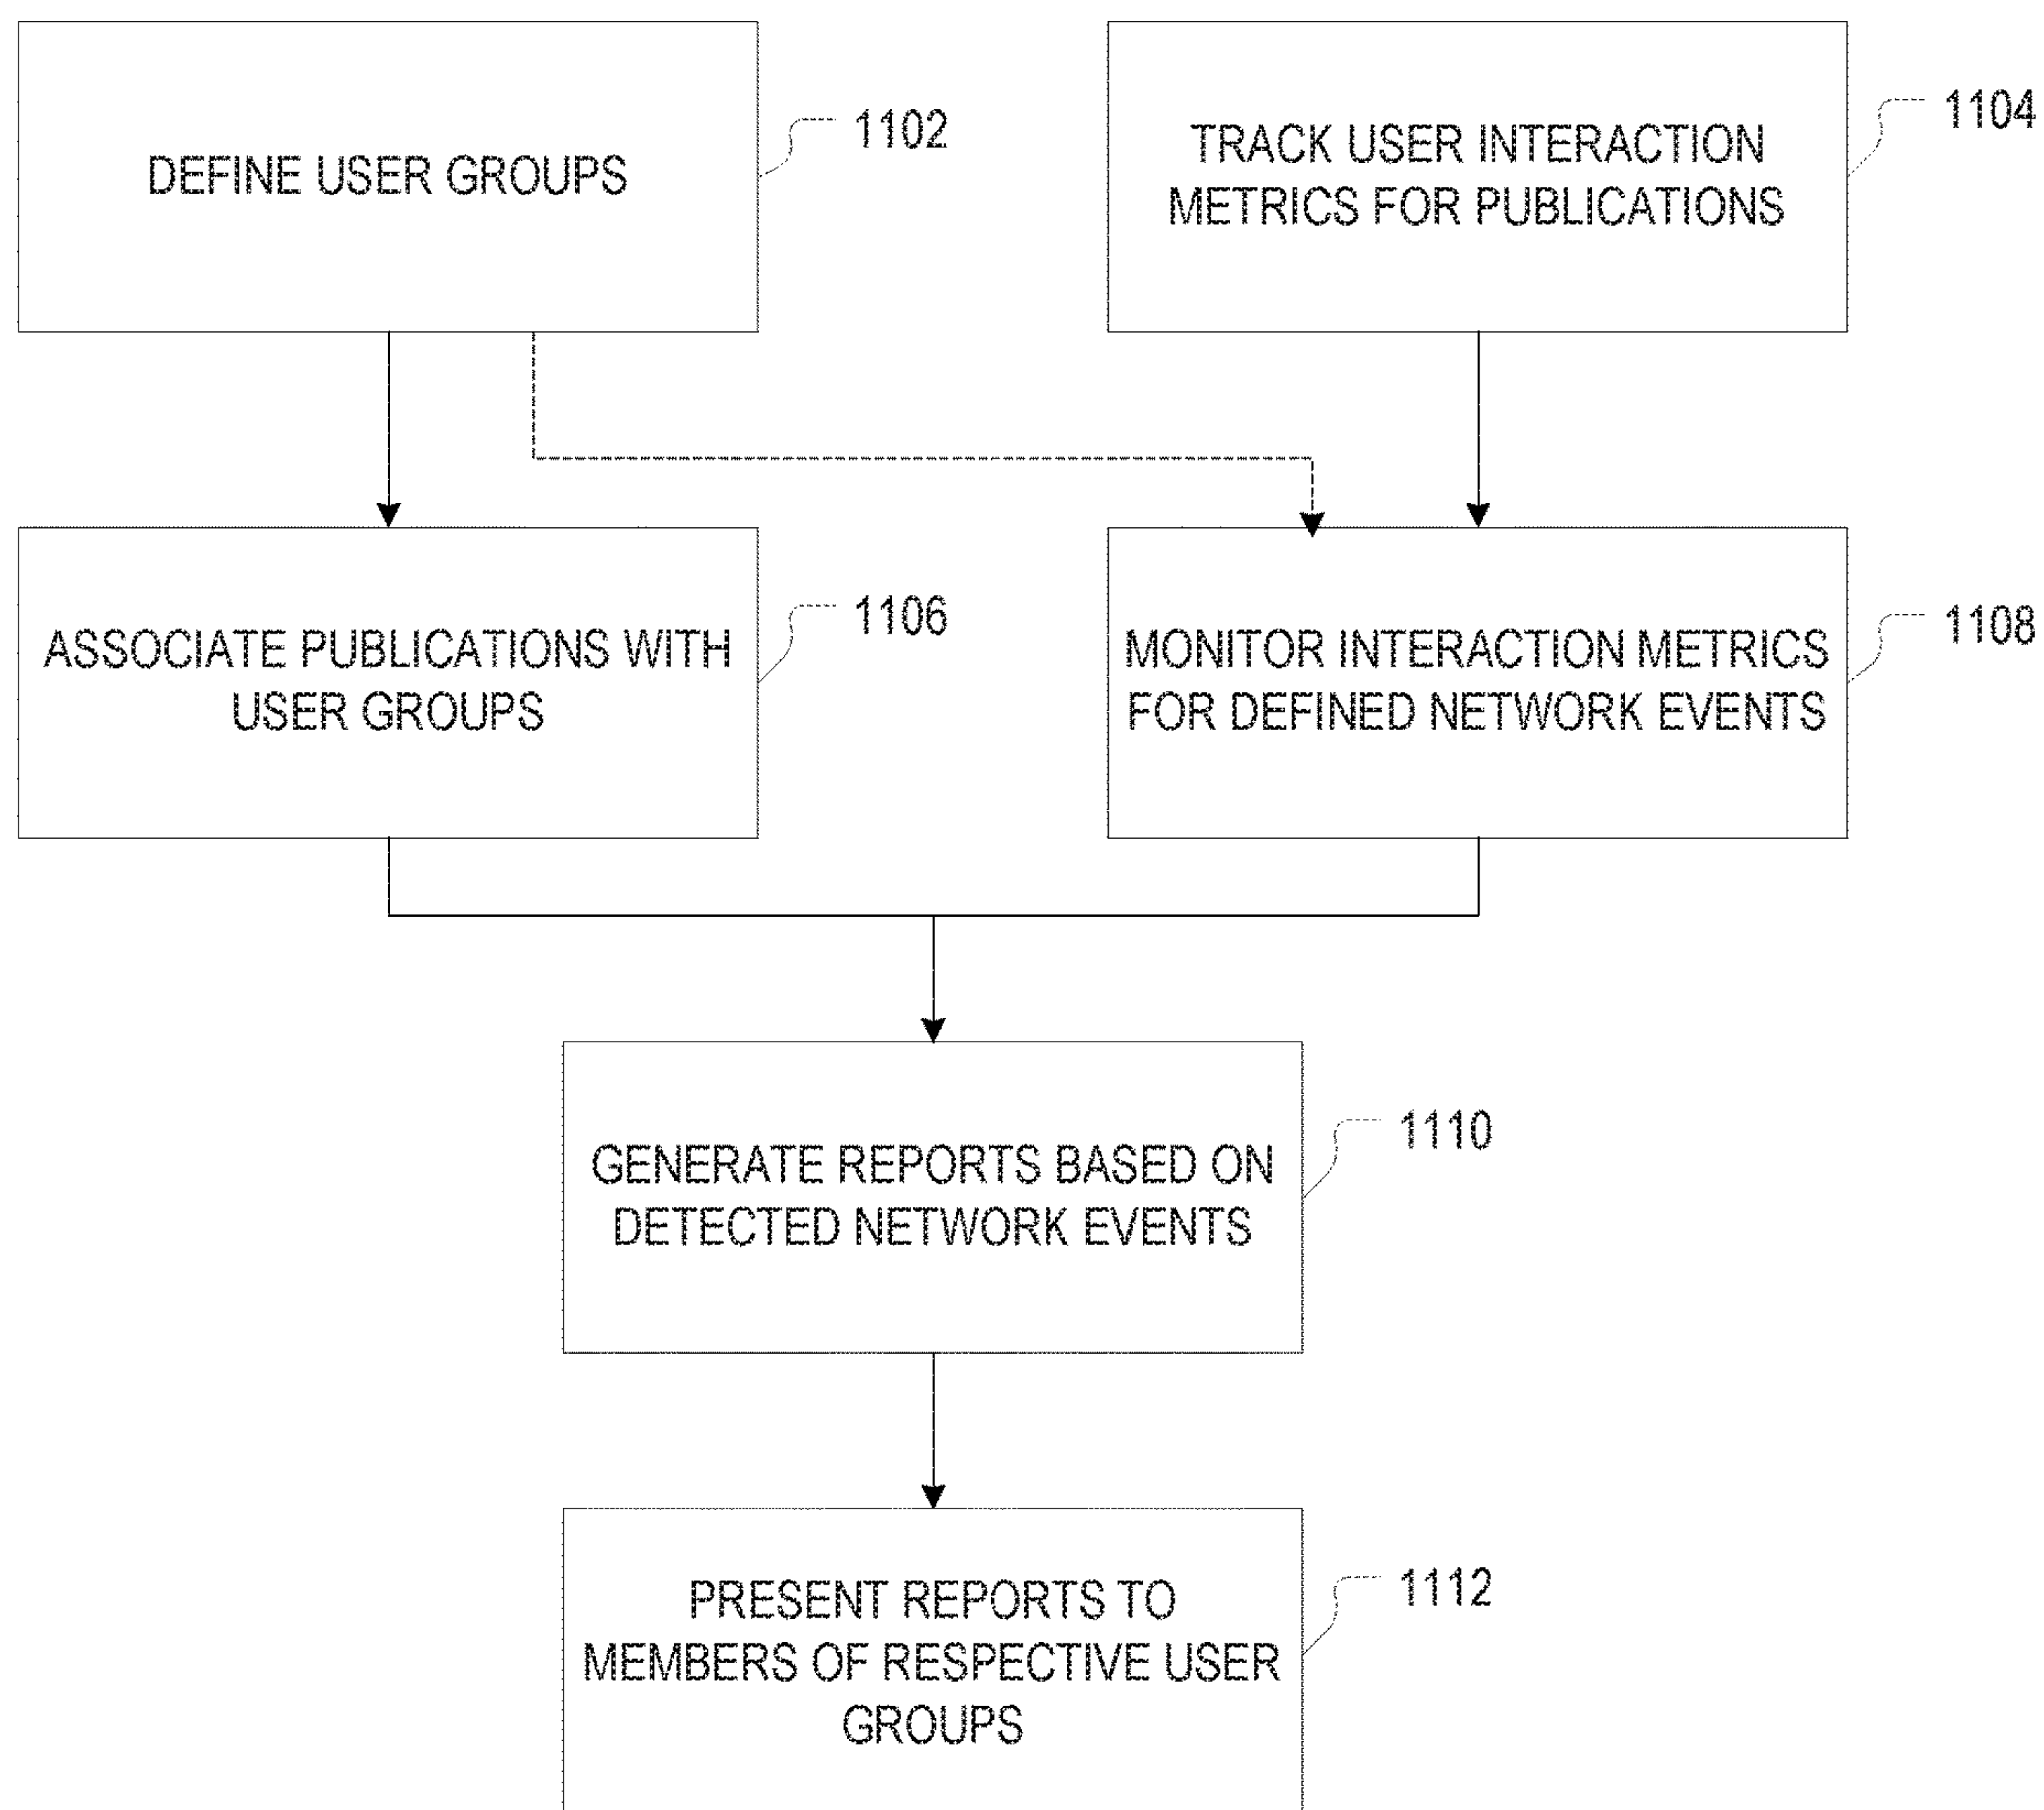 DEFINE USER GROUPS
1102
TRACK USER INTERACTION
METRICS FOR PUBLICATIONS
1104
ASSOCIATE PUBLICATIONS WITH
USER GROUPS
1106
MONITOR INTERACTION METRICS
FOR DEFINED NETWORK EVENTS
1108
GENERATE REPORTS BASED ON
DETECTED NETWORK EVENTS
1110
PRESENT REPORTS TO
MEMBERS OF RESPECTIVE USER
GROUPS
1112